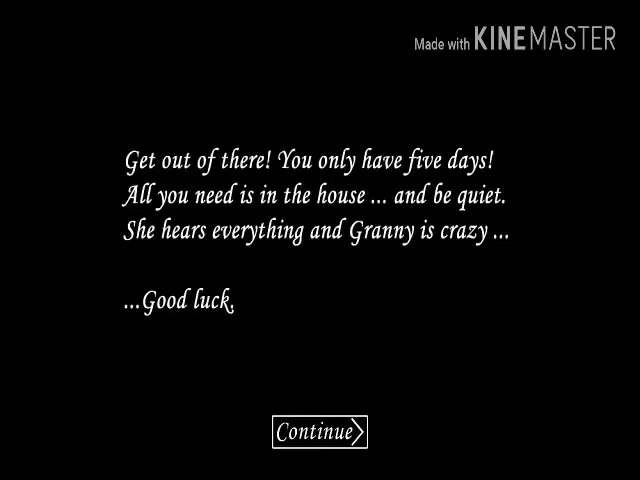 Made with KINEMASTER
Get out of there! You only have five days!
All you need is in the house ... and be quiet.
She hears everything and Granny is crazy ...
...Good luck.
Continue>